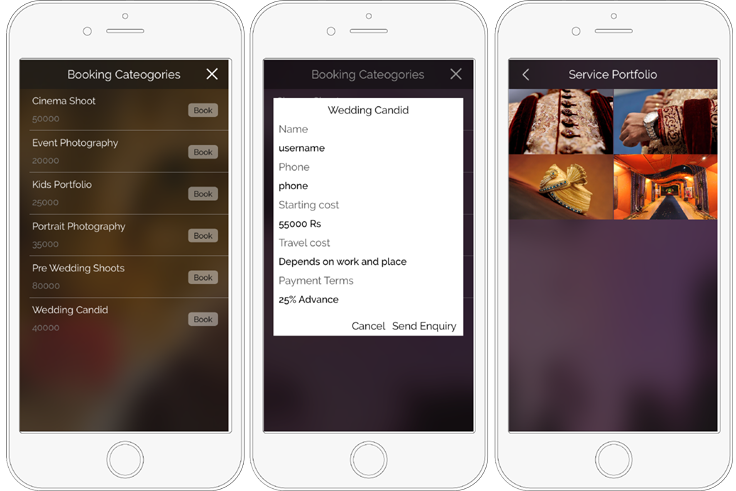 Booking Cateogories
Cinema Shoot
50000
Book
Event Photography
20000
Book
Kids Portfolio
25000
Book
Portrait Photography
35000
Book
Pre Wedding Shoots
80000
Book
Wedding Candid
40000
Book
Booking Cateogories
Wedding Candid
Name
username
Phone
phone
Starting cost
55000 Rs
Travel cost
Depends on work and place
Payment Terms
25% Advance
Cancel Send Enquiry
Service Portfolio